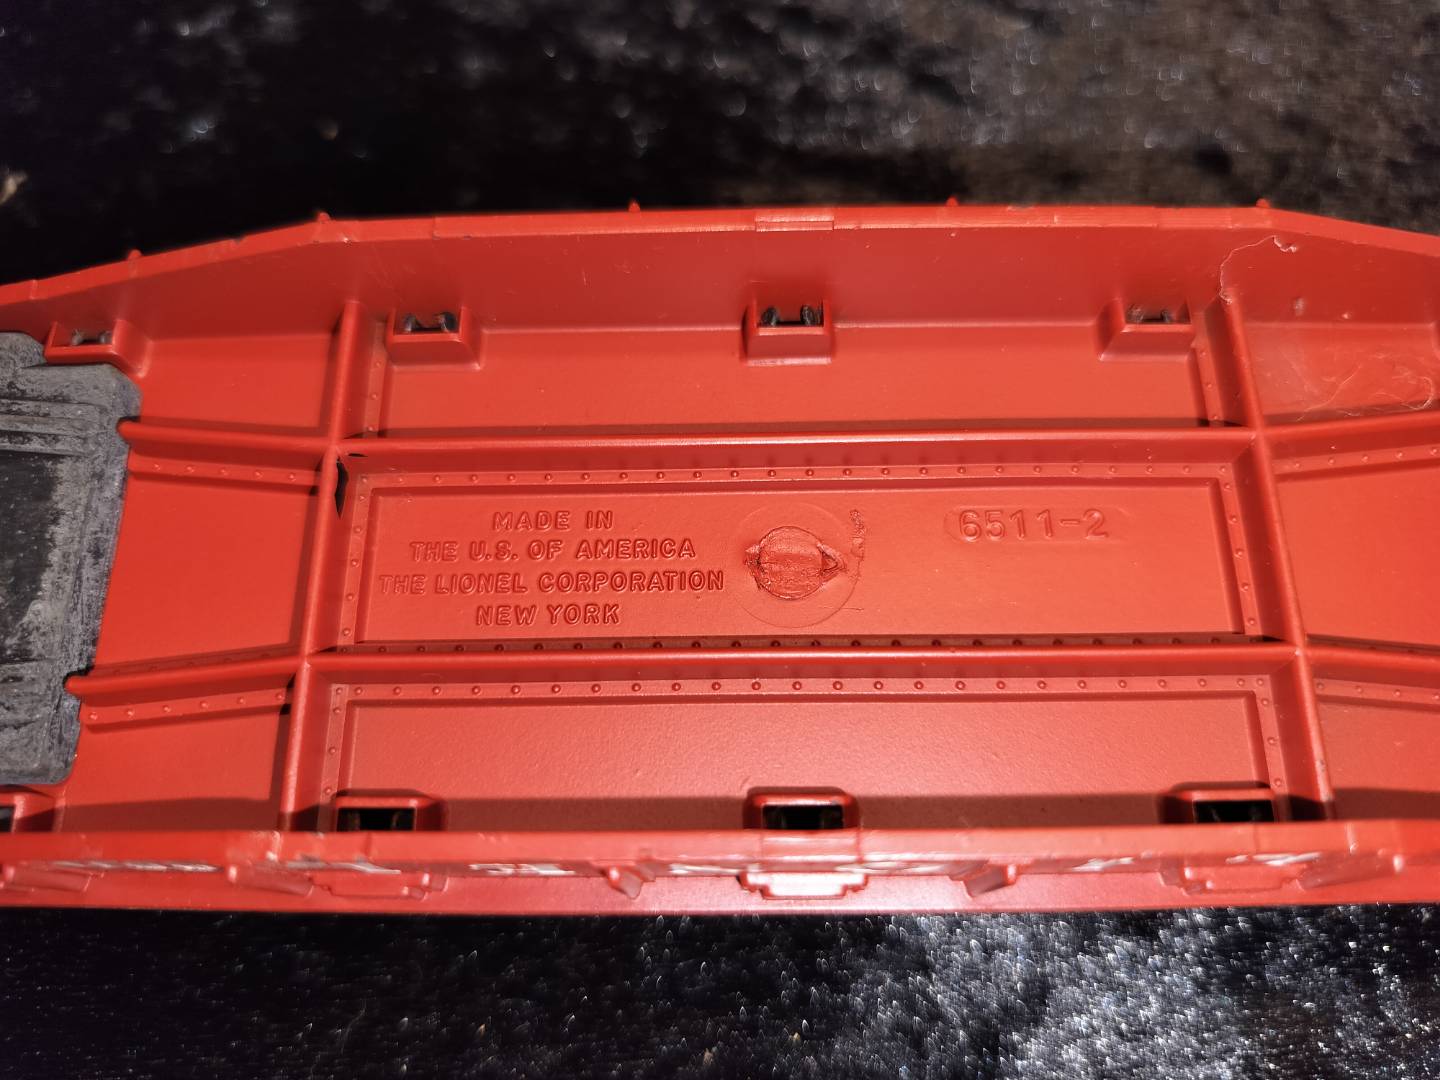 MADE IN
THE U.S. OF AMERICA
THE LIONEL CORPORATION
NEW YORK
6511-2